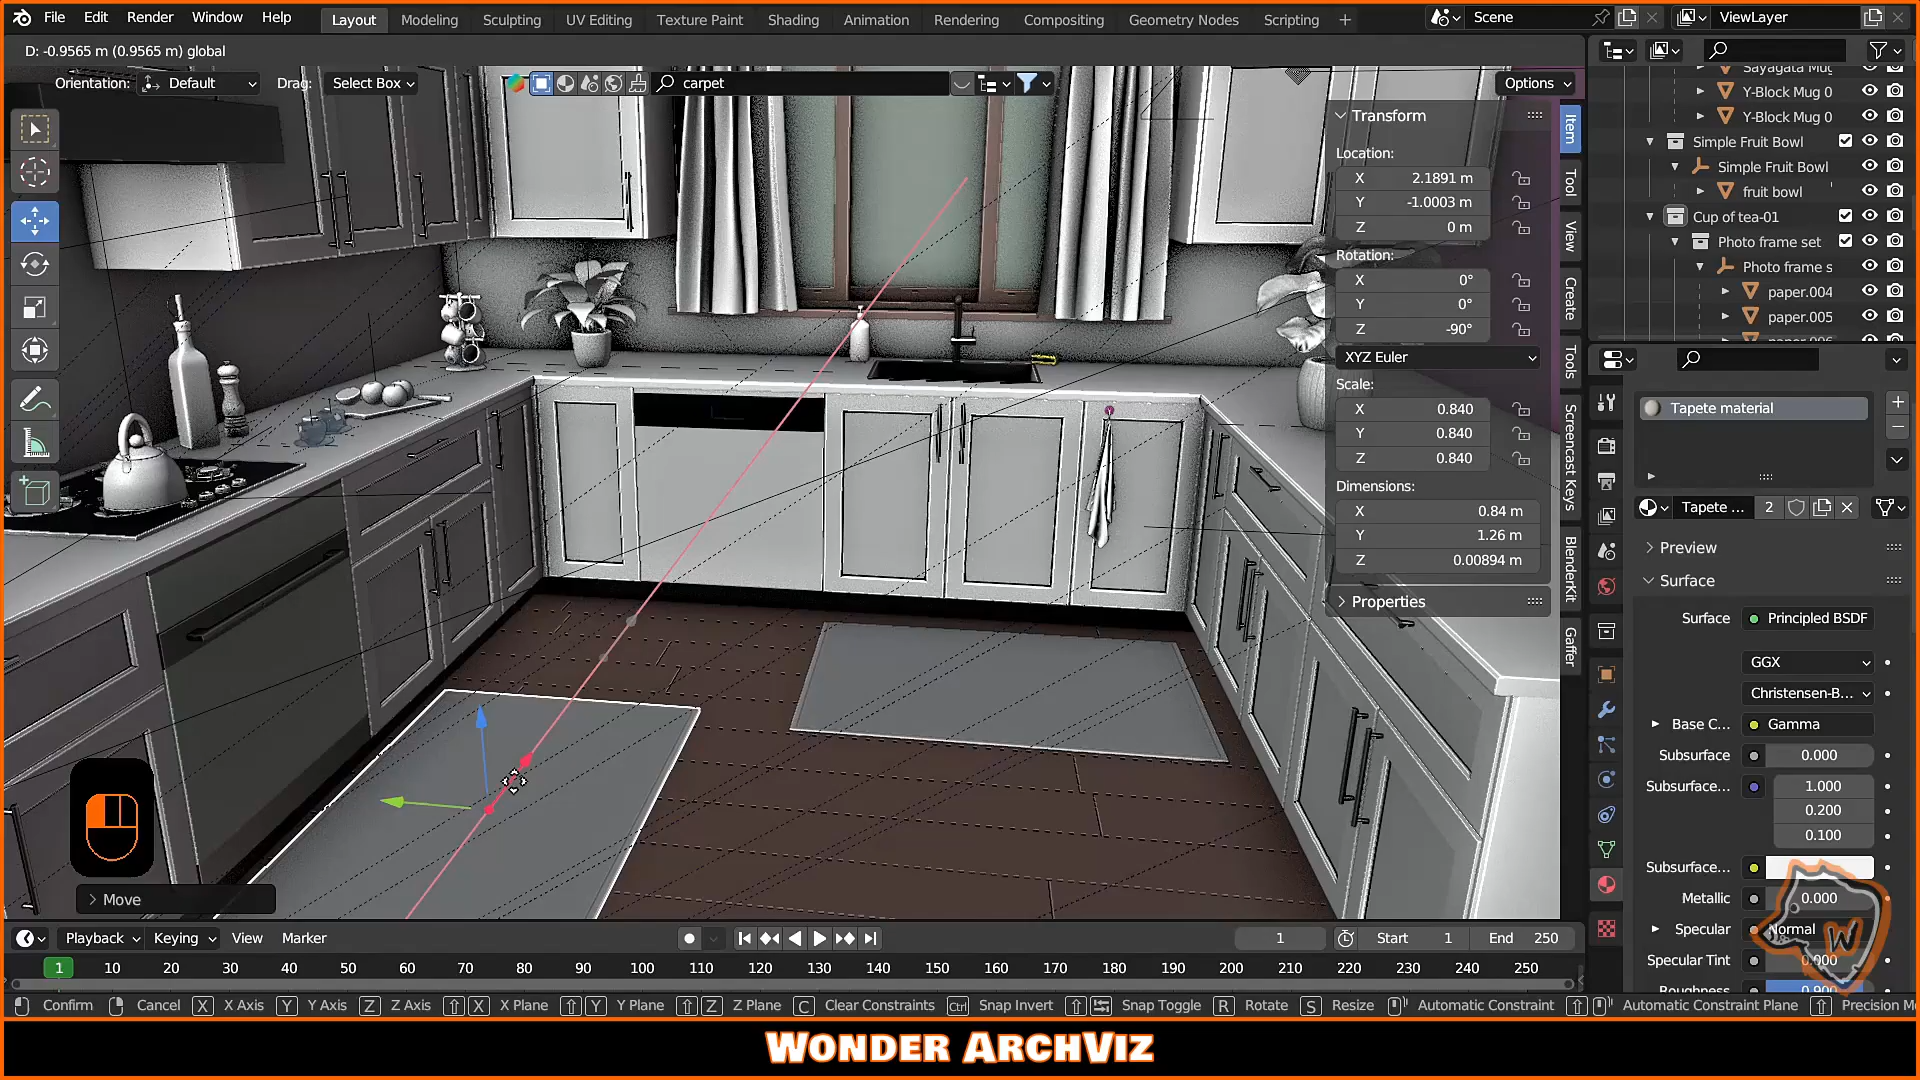 File Edit Render Window Help
Layout Modeling Sculpting UV Editing Texture Paint Shading Animation Rendering Compositing Geometry Nodes Scripting +
Scene
ViewLayer
D: -0.9565 m (0.9565 m) global
Orientation: Default Drag: Select Box
carpet
Options
Transform
Location:
X 2.1891 m
Y -1.0003 m
Z 0 m
Rotation:
X 0°
Y 0°
Z -90°
XYZ Euler
Scale:
X 0.840
Y 0.840
Z 0.840
Dimensions:
X 0.84 m
Y 1.26 m
Z 0.00894 m
Properties
Item
Tool
View
Create
Tools
Screencast Keys
BlenderKit
Gaffer
Sayagata Mug
Y-Block Mug 0
Y-Block Mug 0
Simple Fruit Bowl
Simple Fruit Bowl
fruit bowl
Cup of tea-01
Photo frame set
Photo frame s
paper.004
paper.005
Tapete material
Tapete ... 2
Preview
Surface
Surface Principled BSDF
GGX
Christensen-B...
Base C... Gamma
Subsurface 0.000
Subsurface... 1.000
0.200
0.100
Subsurface...
Metallic 0.000
Specular Normal
Specular Tint 0.000
Roughness 0.900
W
Move
Playback Keying View Marker
1 Start 1 End 250
1 10 20 30 40 50 60 70 80 90 100 110 120 130 140 150 160 170 180 190 200 210 220 230 240 250
Confirm Cancel X X Axis Y Y Axis Z Z Axis X X Plane Y Y Plane Z Z Plane C Clear Constraints Ctrl Snap Invert Snap Toggle R Rotate S Resize Automatic Constraint Automatic Constraint Plane Precision M
Wonder ArchViz